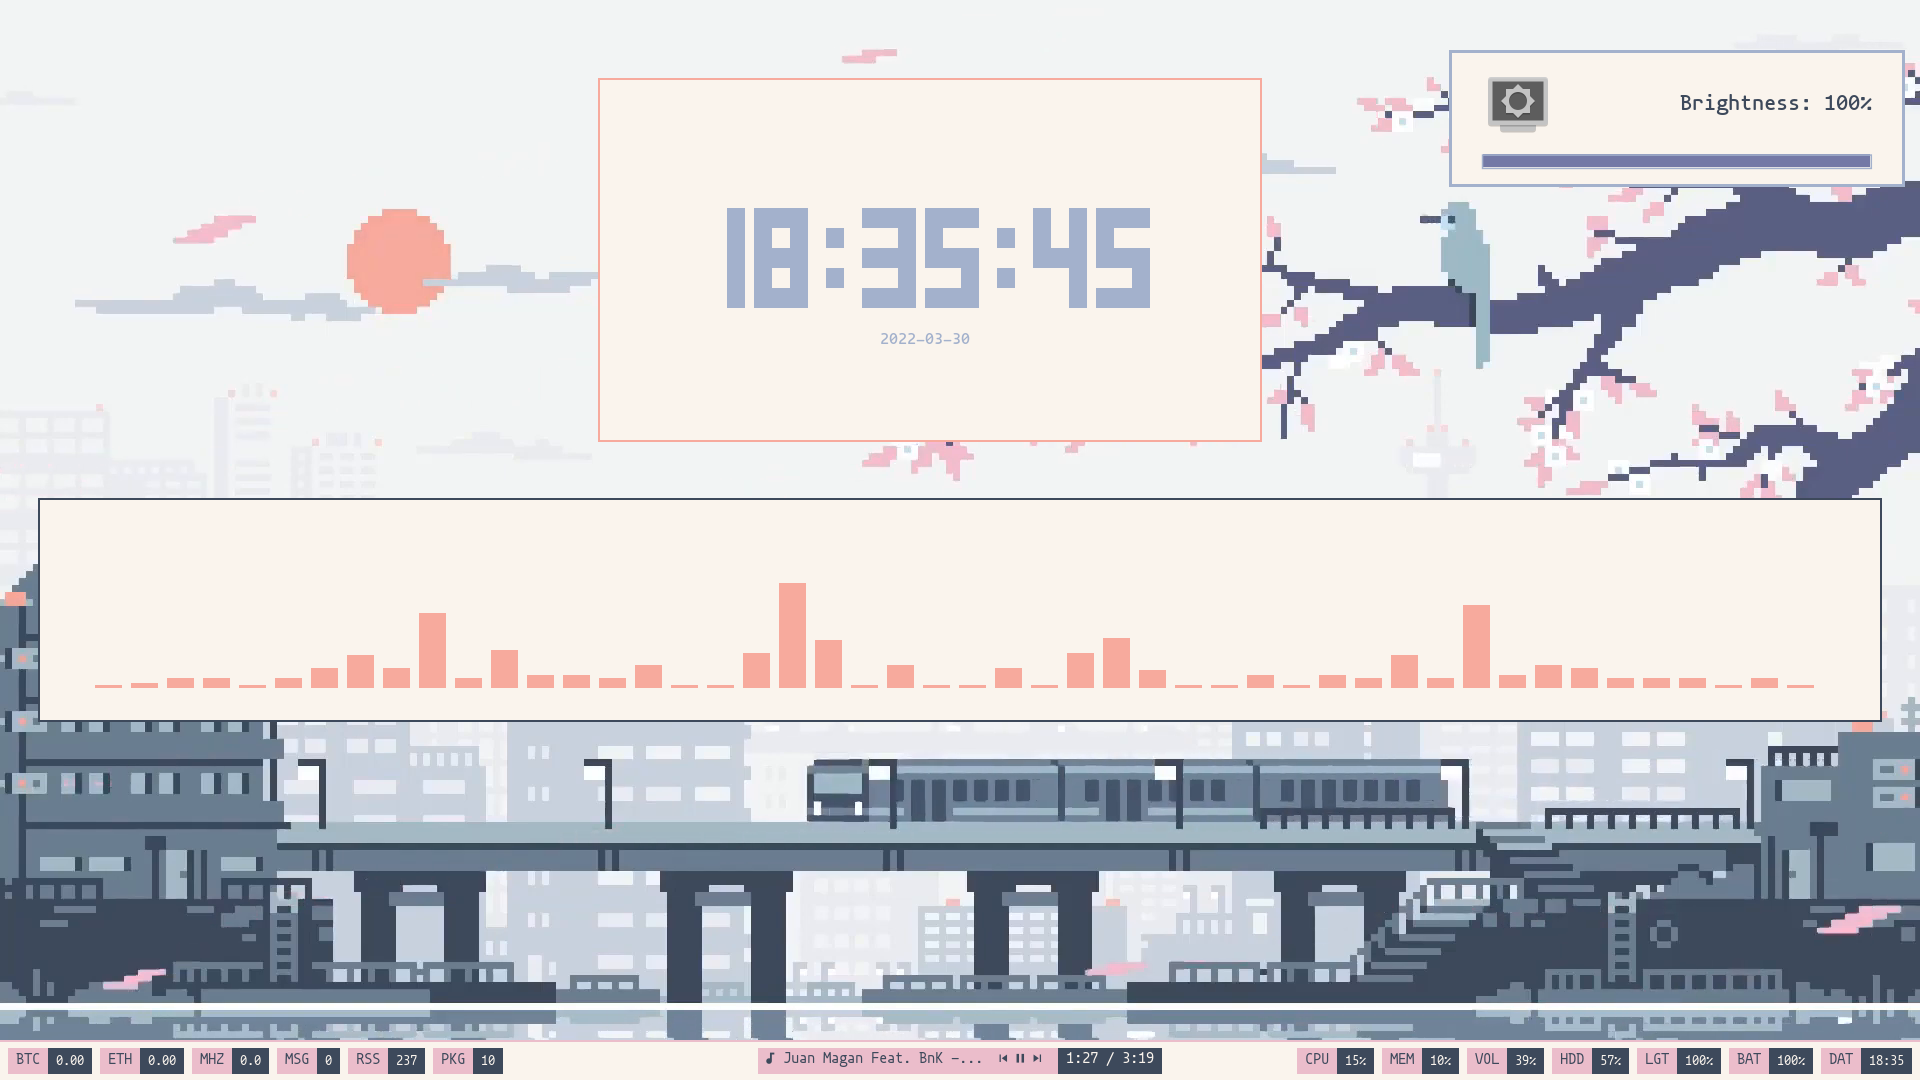 Brightness: 100%
18:35:45
2022-03-30
BTC 0.00 ETH 0.00 MHZ 0.0 MSG 0 RSS 237 PKG 10 Juan Magan Feat. BnK –... 1:27 / 3:19 CPU 15% MEM 10% VOL 39% HDD 57% LGT 100% BAT 100% DAT 18:35